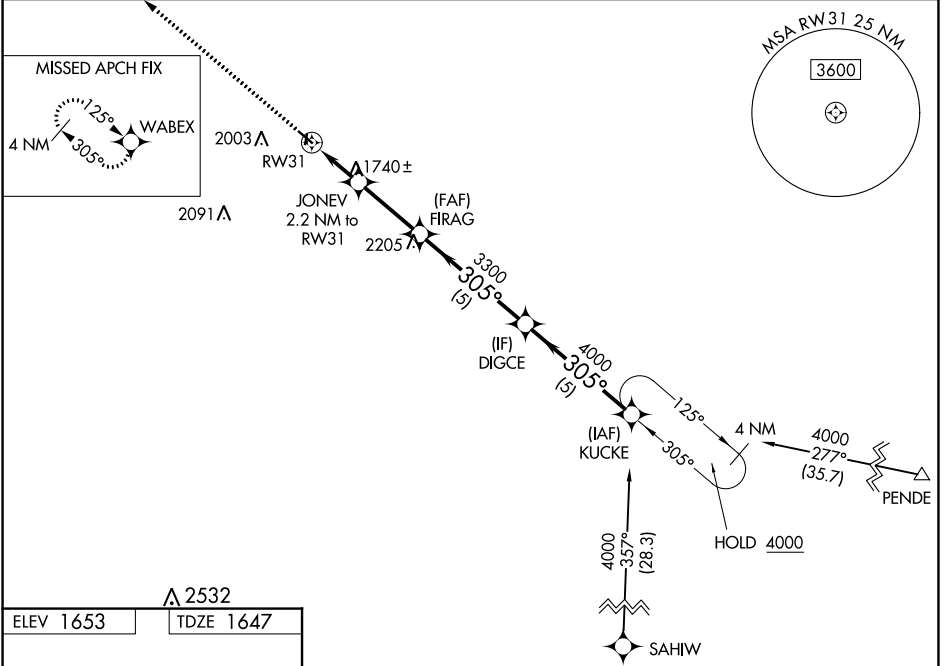 MISSED APCH FIX
125°
WABEX
4 NM
305°
MSA RW31 25 NM
3600
2003
RW31
1740±
JONEV
2.2 NM to
RW31
(FAF)
FIRAG
2091
2205
3300
305°
(5)
(IF)
DIGCE
4000
305°
(5)
(IAF)
KUCKE
125°
305°
4 NM
4000
277°
(35.7)
PENDE
HOLD 4000
4000
357°
(28.3)
SAHIW
2532
ELEV 1653
TDZE 1647